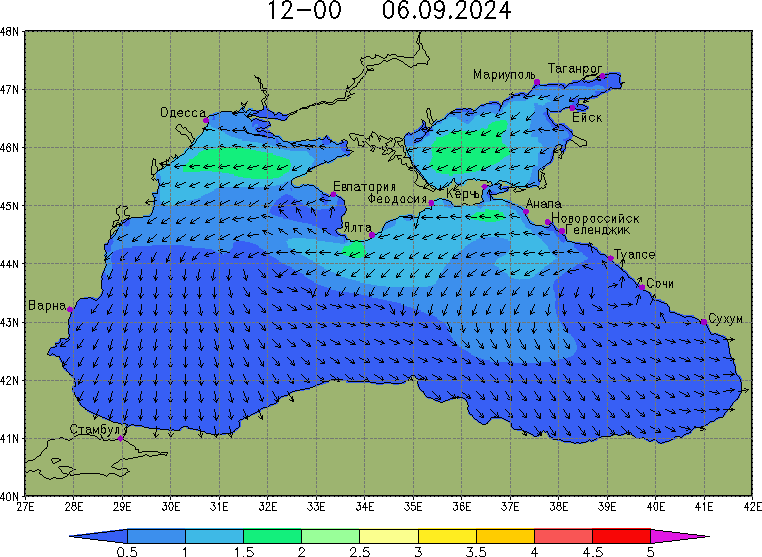 12-00 06.09.2024
48N
47N
46N
45N
44N
43N
42N
41N
40N
Таганрог
Мариуполь
Ейск
Одесса
Евпатория
Феодосия
Керчь
Анапа
Новороссийск
Геленджик
Ялта
Туапсе
Сочи
Варна
Сухум
Стамбул
27E 28E 29E 30E 31E 32E 33E 34E 35E 36E 37E 38E 39E 40E 41E 42E
0.5 1 1.5 2 2.5 3 3.5 4 4.5 5